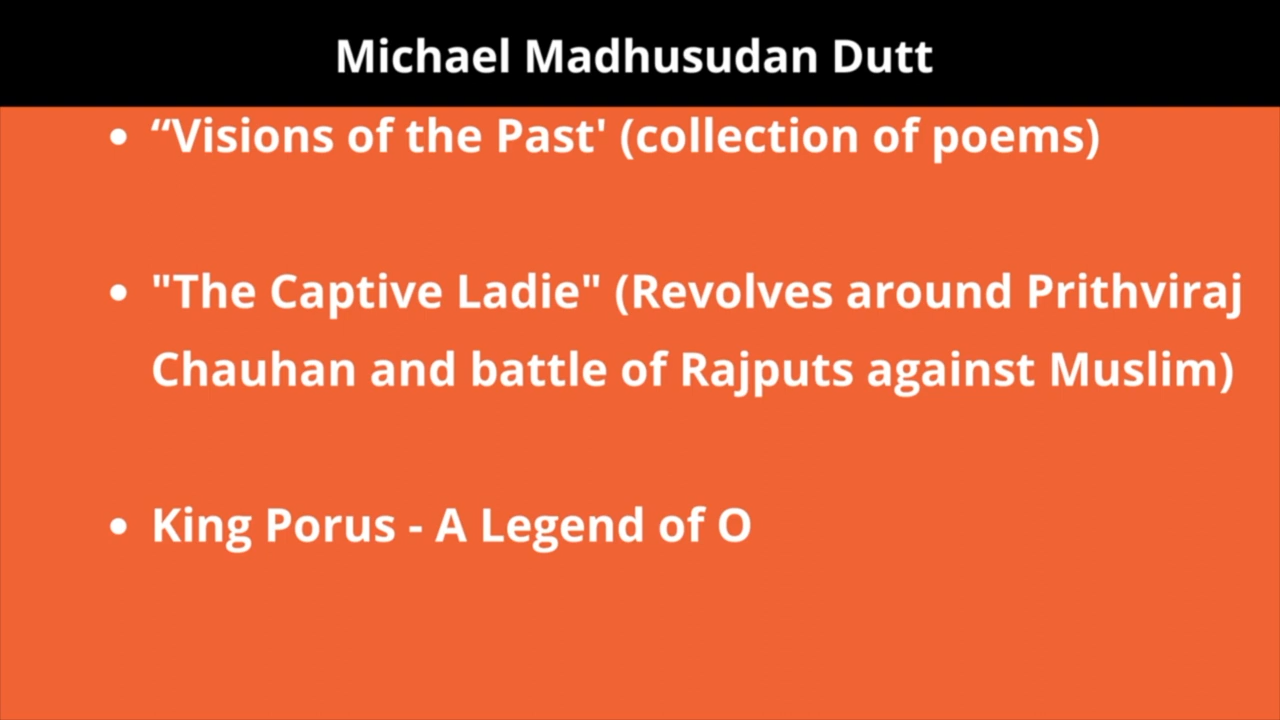 Michael Madhusudan Dutt
• “Visions of the Past' (collection of poems)
• "The Captive Ladie" (Revolves around Prithviraj
Chauhan and battle of Rajputs against Muslim)
• King Porus - A Legend of O